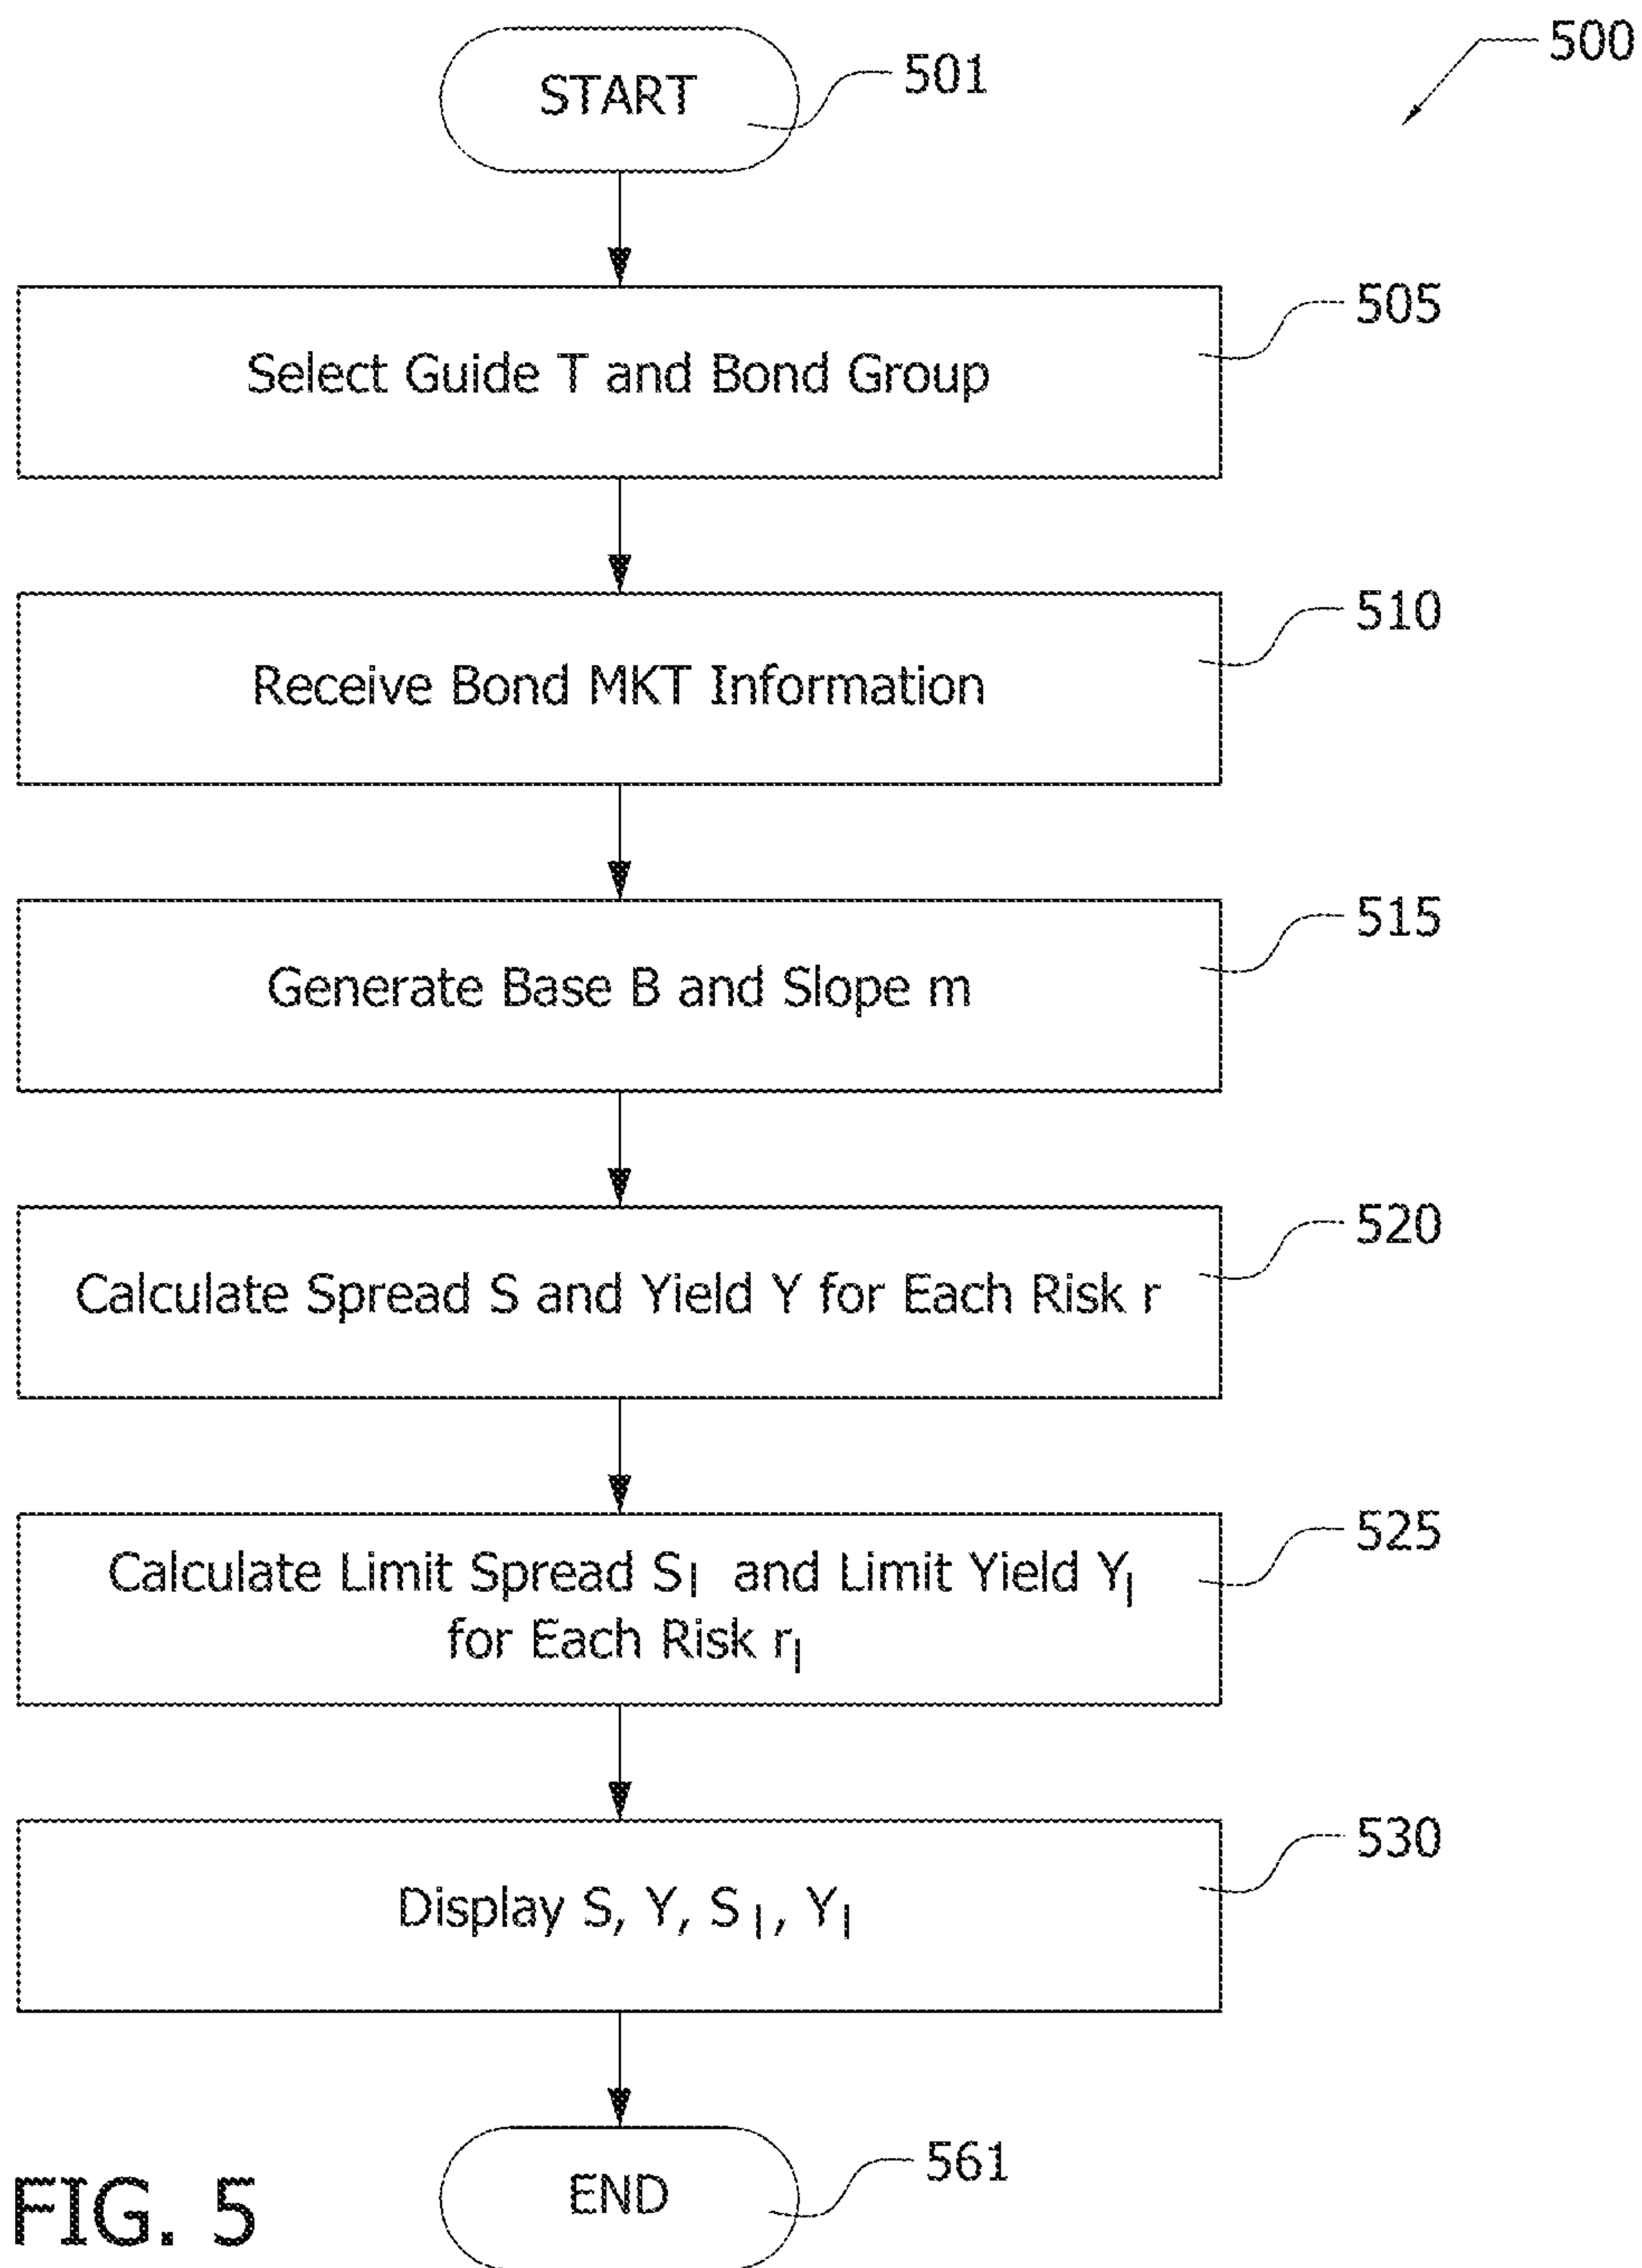 500
START
501
Select Guide T and Bond Group
505
Receive Bond MKT Information
510
Generate Base B and Slope m
515
Calculate Spread S and Yield Y for Each Risk r
520
Calculate Limit Spread Sl and Limit Yield Yl
for Each Risk rl
525
Display S, Y, Sl, Yl
530
END
561
FIG. 5